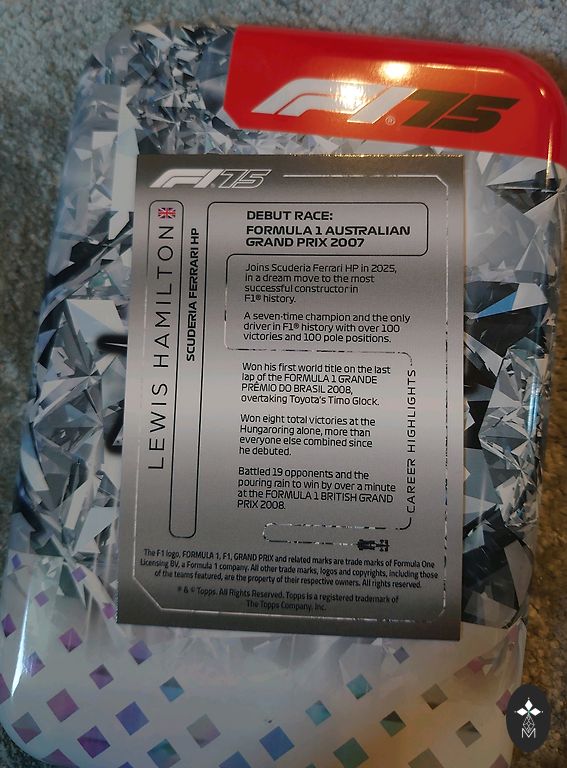 F1® 75
F1 75
LEWIS HAMILTON
SCUDERIA FERRARI HP
DEBUT RACE:
FORMULA 1 AUSTRALIAN
GRAND PRIX 2007
Joins Scuderia Ferrari HP in 2025,
in a dream move to the most
successful constructor in
F1® history.
A seven-time champion and the only
driver in F1® history with over 100
victories and 100 pole positions.
Won his first world title on the last
lap of the FORMULA 1 GRANDE
PRÊMIO DO BRASIL 2008,
overtaking Toyota's Timo Glock.
Won eight total victories at the
Hungaroring alone, more than
everyone else combined since
he debuted.
Battled 19 opponents and the
pouring rain to win by over a minute
at the FORMULA 1 BRITISH GRAND
PRIX 2008.
CAREER HIGHLIGHTS
The F1 logo, FORMULA 1, F1, GRAND PRIX and related marks are trade marks of Formula One
Licensing BV, a Formula 1 company. All other trade marks, logos and copyrights, including those
of the teams featured, are the property of their respective owners. All rights reserved.
® & © Topps. All Rights Reserved. Topps is a registered trademark of
The Topps Company, Inc.
M